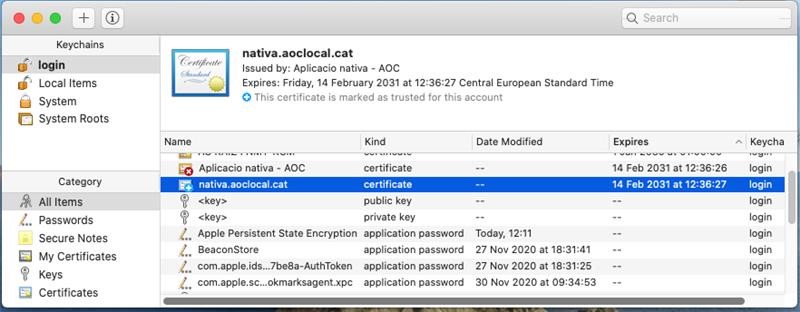 Search
Keychains
login
Local Items
System
System Roots
Category
All Items
Passwords
Secure Notes
My Certificates
Keys
Certificates
Certificate
Standard
nativa.aoclocal.cat
Issued by: Aplicacio nativa - AOC
Expires: Friday, 14 February 2031 at 12:36:27 Central European Standard Time
This certificate is marked as trusted for this account
Name Kind Date Modified Expires Keycha
certificate -- login
Aplicacio nativa - AOC certificate -- 14 Feb 2031 at 12:36:26 login
nativa.aoclocal.cat certificate -- 14 Feb 2031 at 12:36:27 login
<key> public key -- -- login
<key> private key -- -- login
Apple Persistent State Encryption application password Today, 12:11 -- login
BeaconStore application password 27 Nov 2020 at 18:31:41 -- login
com.apple.ids...7be8a-AuthToken application password 27 Nov 2020 at 18:31:25 -- login
com.apple.sc...okmarksagent.xpc application password 30 Nov 2020 at 09:34:53 -- login